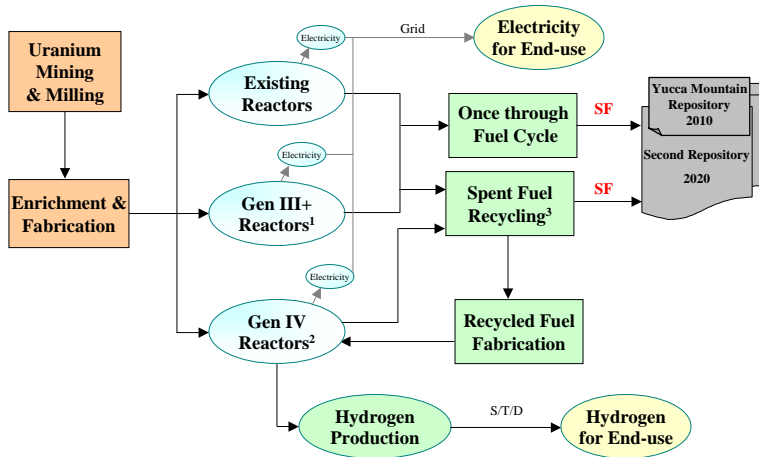 Uranium
Mining
& Milling
Electricity
Grid
Electricity
for End-use
Existing
Reactors
Once through
Fuel Cycle
SF
Yucca Mountain
Repository
2010
Second Repository
2020
Electricity
Enrichment &
Fabrication
Gen III+
Reactors¹
Spent Fuel
Recycling³
SF
Electricity
Gen IV
Reactors²
Recycled Fuel
Fabrication
Hydrogen
Production
S/T/D
Hydrogen
for End-use